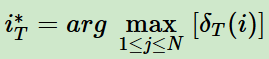 i*_T = arg max_{1≤j≤N} [δ_T(i)]